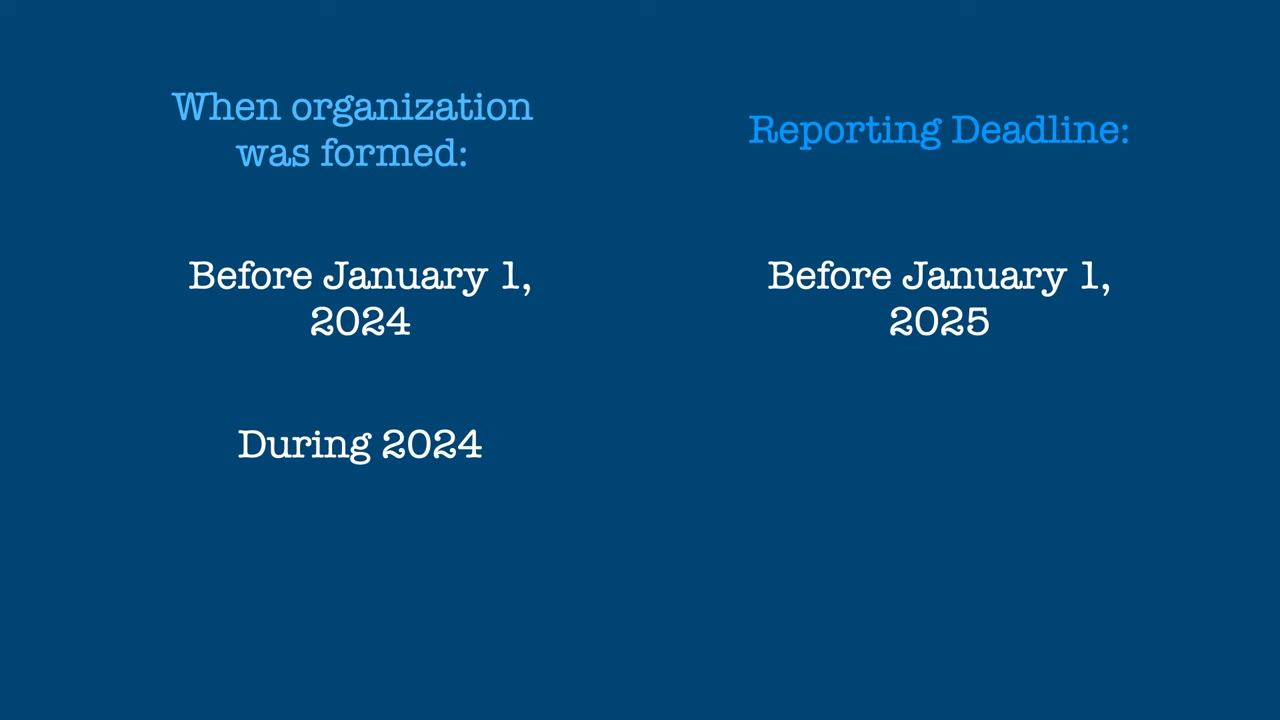 When organization
was formed:
Reporting Deadline:
Before January 1,
2024
Before January 1,
2025
During 2024